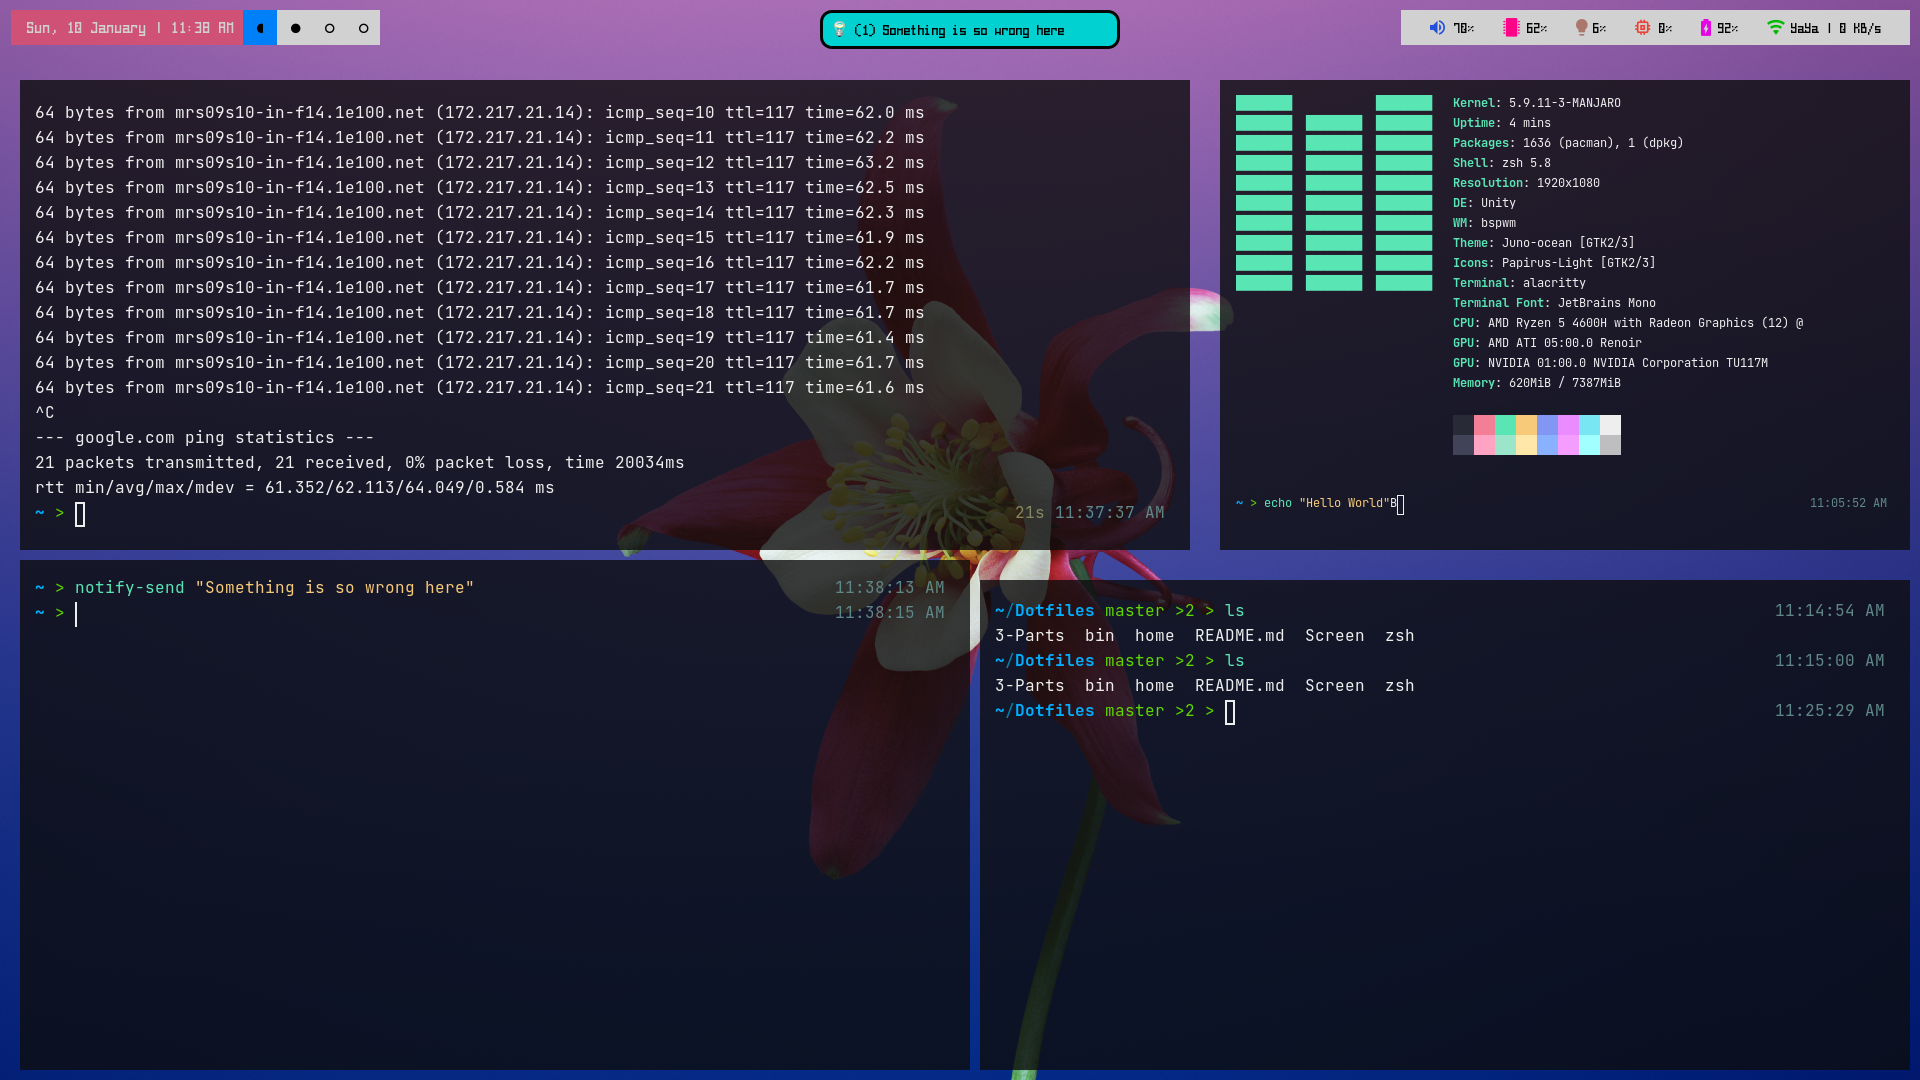 Sun, 10 January | 11:38 AM
(1) Something is so wrong here
70% 62% 6% 0% 92% YaYa | 0 KB/s
64 bytes from mrs09s10-in-f14.1e100.net (172.217.21.14): icmp_seq=10 ttl=117 time=62.0 ms
64 bytes from mrs09s10-in-f14.1e100.net (172.217.21.14): icmp_seq=11 ttl=117 time=62.2 ms
64 bytes from mrs09s10-in-f14.1e100.net (172.217.21.14): icmp_seq=12 ttl=117 time=63.2 ms
64 bytes from mrs09s10-in-f14.1e100.net (172.217.21.14): icmp_seq=13 ttl=117 time=62.5 ms
64 bytes from mrs09s10-in-f14.1e100.net (172.217.21.14): icmp_seq=14 ttl=117 time=62.3 ms
64 bytes from mrs09s10-in-f14.1e100.net (172.217.21.14): icmp_seq=15 ttl=117 time=61.9 ms
64 bytes from mrs09s10-in-f14.1e100.net (172.217.21.14): icmp_seq=16 ttl=117 time=62.2 ms
64 bytes from mrs09s10-in-f14.1e100.net (172.217.21.14): icmp_seq=17 ttl=117 time=61.7 ms
64 bytes from mrs09s10-in-f14.1e100.net (172.217.21.14): icmp_seq=18 ttl=117 time=61.7 ms
64 bytes from mrs09s10-in-f14.1e100.net (172.217.21.14): icmp_seq=19 ttl=117 time=61.4 ms
64 bytes from mrs09s10-in-f14.1e100.net (172.217.21.14): icmp_seq=20 ttl=117 time=61.7 ms
64 bytes from mrs09s10-in-f14.1e100.net (172.217.21.14): icmp_seq=21 ttl=117 time=61.6 ms
^C
--- google.com ping statistics ---
21 packets transmitted, 21 received, 0% packet loss, time 20034ms
rtt min/avg/max/mdev = 61.352/62.113/64.049/0.584 ms
~ > 21s 11:37:37 AM
Kernel: 5.9.11-3-MANJARO
Uptime: 4 mins
Packages: 1636 (pacman), 1 (dpkg)
Shell: zsh 5.8
Resolution: 1920x1080
DE: Unity
WM: bspwm
Theme: Juno-ocean [GTK2/3]
Icons: Papirus-Light [GTK2/3]
Terminal: alacritty
Terminal Font: JetBrains Mono
CPU: AMD Ryzen 5 4600H with Radeon Graphics (12) @
GPU: AMD ATI 05:00.0 Renoir
GPU: NVIDIA 01:00.0 NVIDIA Corporation TU117M
Memory: 620MiB / 7387MiB
~ > echo "Hello World"B 11:05:52 AM
~ > notify-send "Something is so wrong here" 11:38:13 AM
~ > 11:38:15 AM
~/Dotfiles master >2 > ls 11:14:54 AM
3-Parts bin home README.md Screen zsh
~/Dotfiles master >2 > ls 11:15:00 AM
3-Parts bin home README.md Screen zsh
~/Dotfiles master >2 > 11:25:29 AM